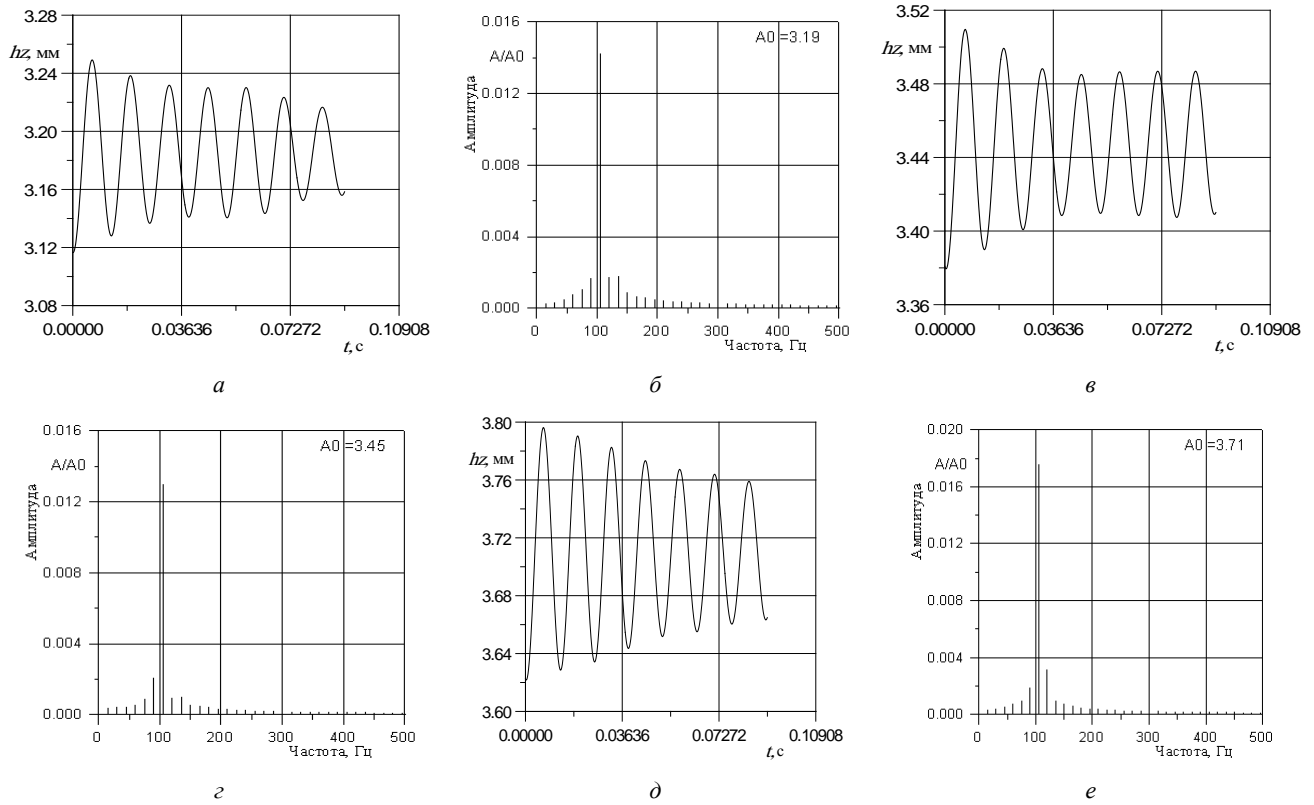 3.28
hz, мм
3.24
3.20
3.16
3.12
3.08
0.00000 0.03636 0.07272 0.10908
t, с
а
0.016
A/A0
A0 =3.19
Амплитуда
0.012
0.008
0.004
0.000
0 100 200 300 400 500
Частота, Гц
б
3.52
hz, мм
3.48
3.44
3.40
3.36
0.00000 0.03636 0.07272 0.10908
t, с
в
0.016
A/A0
A0 =3.45
Амплитуда
0.012
0.008
0.004
0.000
0 100 200 300 400 500
Частота, Гц
г
3.80
hz, мм
3.76
3.72
3.68
3.64
3.60
0.00000 0.03636 0.07272 0.10908
t, с
д
0.020
A/A0
A0 =3.71
Амплитуда
0.016
0.012
0.008
0.004
0.000
0 100 200 300 400 500
Частота, Гц
е